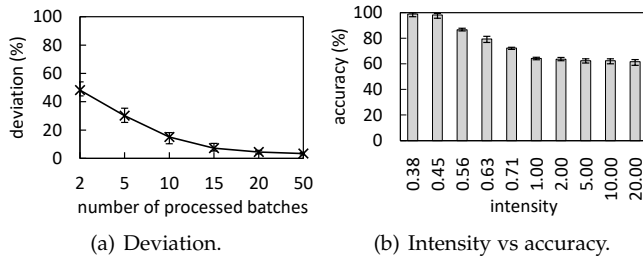 deviation (%)
100
80
60
40
20
0
2 5 10 15 20 50
number of processed batches
(a) Deviation.
accuracy (%)
100
80
60
40
20
0
0.38 0.45 0.56 0.63 0.71 1.00 2.00 5.00 10.00 20.00
intensity
(b) Intensity vs accuracy.